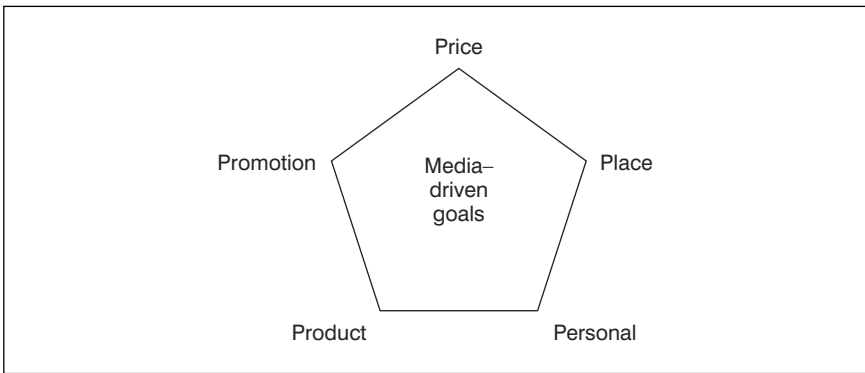 Price
Promotion
Place
Media–
driven
goals
Product
Personal